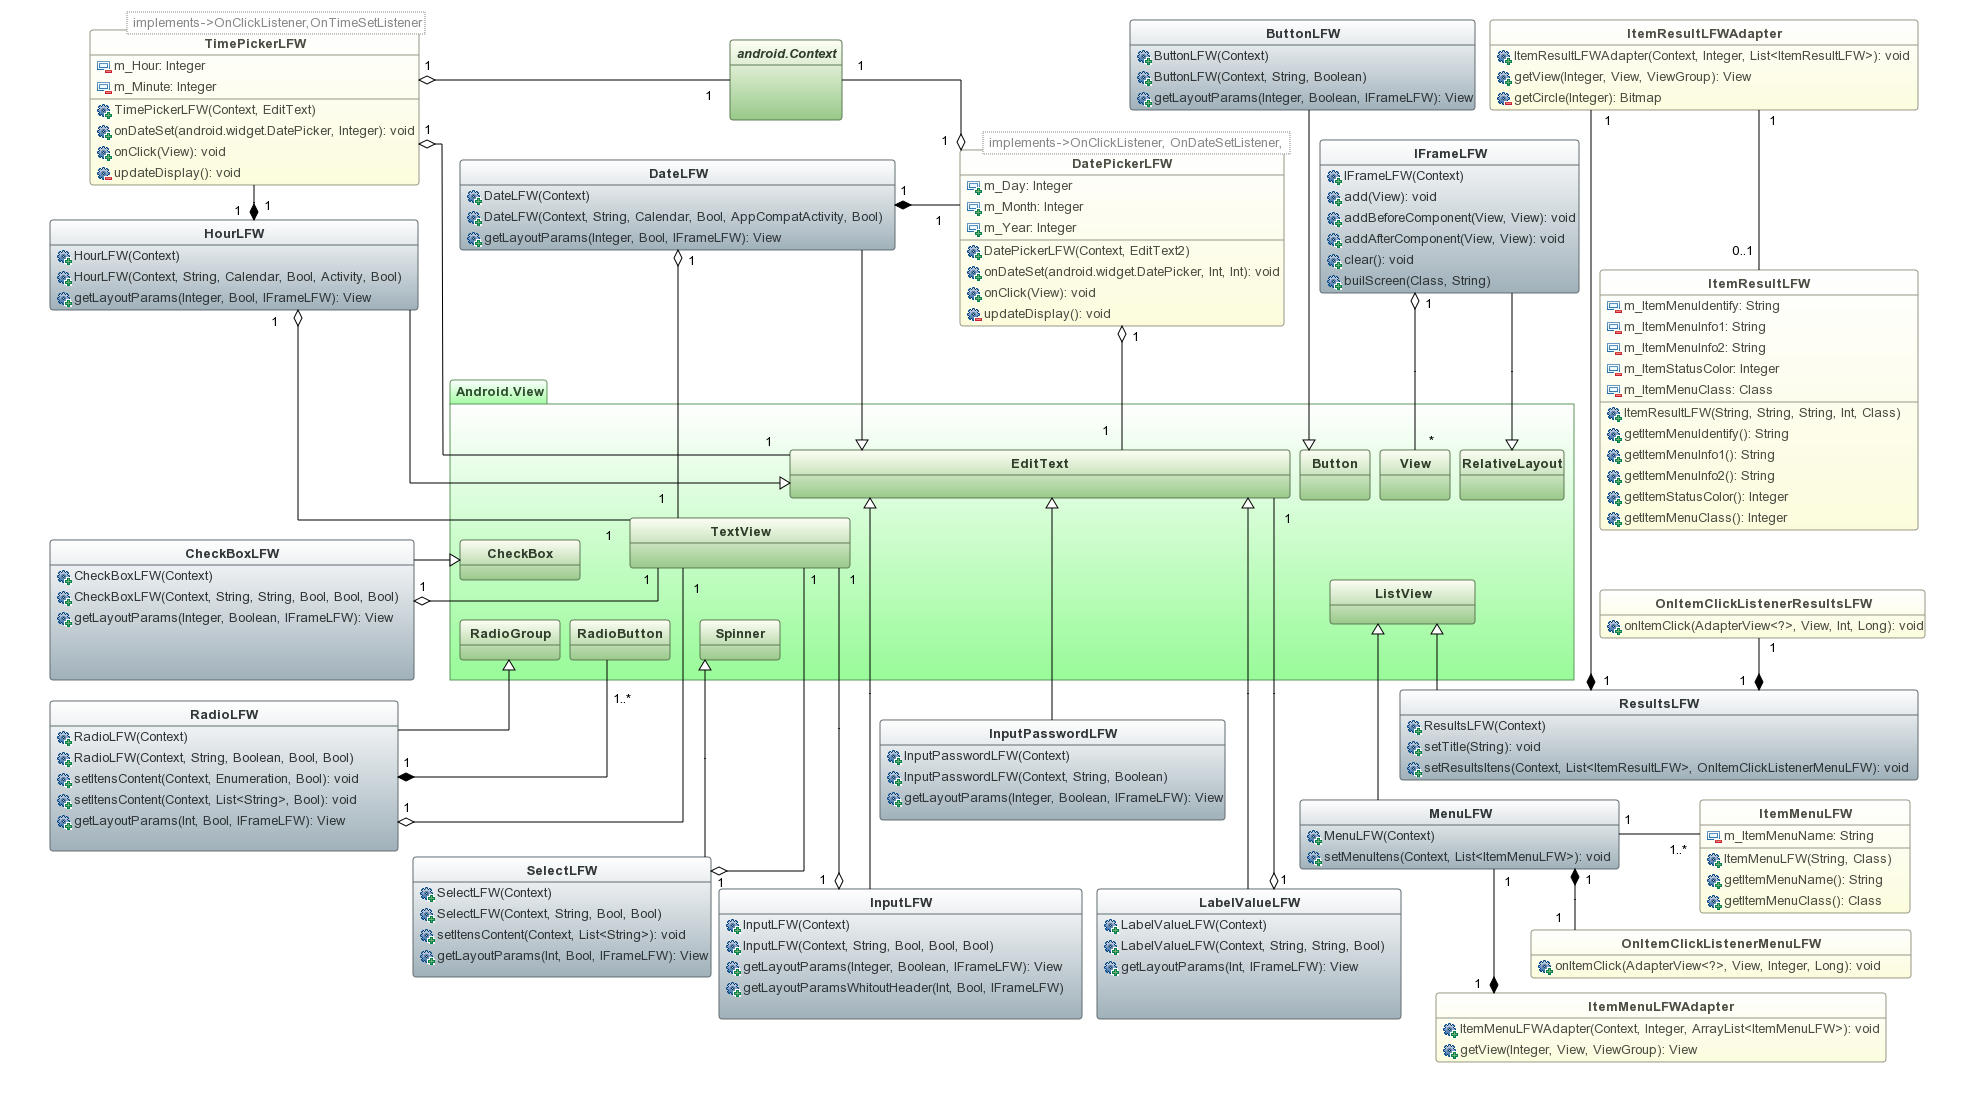 implements->OnClickListener,OnTimeSetListener
TimePickerLFW
m_Hour: Integer
m_Minute: Integer
TimePickerLFW(Context, EditText)
onDateSet(android.widget.DatePicker, Integer): void
onClick(View): void
updateDisplay(): void
1
1
1
android.Context
1
1
1
1
HourLFW
HourLFW(Context)
HourLFW(Context, String, Calendar, Bool, Activity, Bool)
getLayoutParams(Integer, Bool, IFrameLFW): View
1
DateLFW
DateLFW(Context)
DateLFW(Context, String, Calendar, Bool, AppCompatActivity, Bool)
getLayoutParams(Integer, Bool, IFrameLFW): View
1
1
1
implements->OnClickListener, OnDateSetListener,
DatePickerLFW
m_Day: Integer
m_Month: Integer
m_Year: Integer
DatePickerLFW(Context, EditText2)
onDateSet(android.widget.DatePicker, Int, Int): void
onClick(View): void
updateDisplay(): void
1
1
ButtonLFW
ButtonLFW(Context)
ButtonLFW(Context, String, Boolean)
getLayoutParams(Integer, Boolean, IFrameLFW): View
IFrameLFW
IFrameLFW(Context)
add(View): void
addBeforeComponent(View, View): void
addAfterComponent(View, View): void
clear(): void
builScreen(Class, String)
1
*
ItemResultLFWAdapter
ItemResultLFWAdapter(Context, Integer, List<ItemResultLFW>): void
getView(Integer, View, ViewGroup): View
getCircle(Integer): Bitmap
1
1
0..1
ItemResultLFW
m_ItemMenuIdentify: String
m_ItemMenuInfo1: String
m_ItemMenuInfo2: String
m_ItemStatusColor: Integer
m_ItemMenuClass: Class
ItemResultLFW(String, String, String, Int, Class)
getItemMenuIdentify(): String
getItemMenuInfo1(): String
getItemMenuInfo2(): String
getItemStatusColor(): Integer
getItemMenuClass(): Integer
Android.View
1
1
EditText
Button
View
RelativeLayout
1
1
TextView
1
1
1
1
1
CheckBox
RadioGroup
RadioButton
Spinner
ListView
CheckBoxLFW
CheckBoxLFW(Context)
CheckBoxLFW(Context, String, String, Bool, Bool, Bool)
getLayoutParams(Integer, Boolean, IFrameLFW): View
1
RadioLFW
RadioLFW(Context)
RadioLFW(Context, String, Boolean, Bool, Bool)
setItensContent(Context, Enumeration, Bool): void
setItensContent(Context, List<String>, Bool): void
getLayoutParams(Int, Bool, IFrameLFW): View
1..*
1
1
SelectLFW
SelectLFW(Context)
SelectLFW(Context, String, Bool, Bool)
setItensContent(Context, List<String>): void
getLayoutParams(Int, Bool, IFrameLFW): View
1
InputPasswordLFW
InputPasswordLFW(Context)
InputPasswordLFW(Context, String, Boolean)
getLayoutParams(Integer, Boolean, IFrameLFW): View
1
InputLFW
InputLFW(Context)
InputLFW(Context, String, Bool, Bool, Bool)
getLayoutParams(Integer, Boolean, IFrameLFW): View
getLayoutParamsWhitoutHeader(Int, Bool, IFrameLFW)
1
LabelValueLFW
LabelValueLFW(Context)
LabelValueLFW(Context, String, String, Bool)
getLayoutParams(Int, IFrameLFW): View
OnItemClickListenerResultsLFW
onItemClick(AdapterView<?>, View, Int, Long): void
1
1
1
ResultsLFW
ResultsLFW(Context)
setTitle(String): void
setResultsItens(Context, List<ItemResultLFW>, OnItemClickListenerMenuLFW): void
MenuLFW
MenuLFW(Context)
setMenuItens(Context, List<ItemMenuLFW>): void
1
1..*
ItemMenuLFW
m_ItemMenuName: String
ItemMenuLFW(String, Class)
getItemMenuName(): String
getItemMenuClass(): Class
1
1
1
OnItemClickListenerMenuLFW
onItemClick(AdapterView<?>, View, Integer, Long): void
1
ItemMenuLFWAdapter
ItemMenuLFWAdapter(Context, Integer, ArrayList<ItemMenuLFW>): void
getView(Integer, View, ViewGroup): View